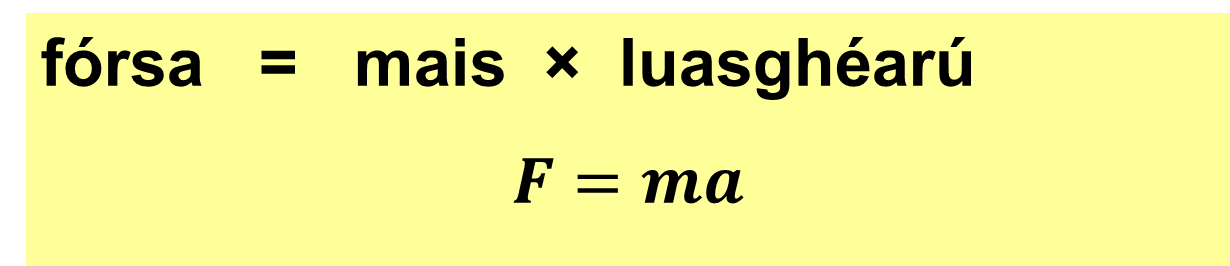 fórsa = mais × luasghéarú
F = ma